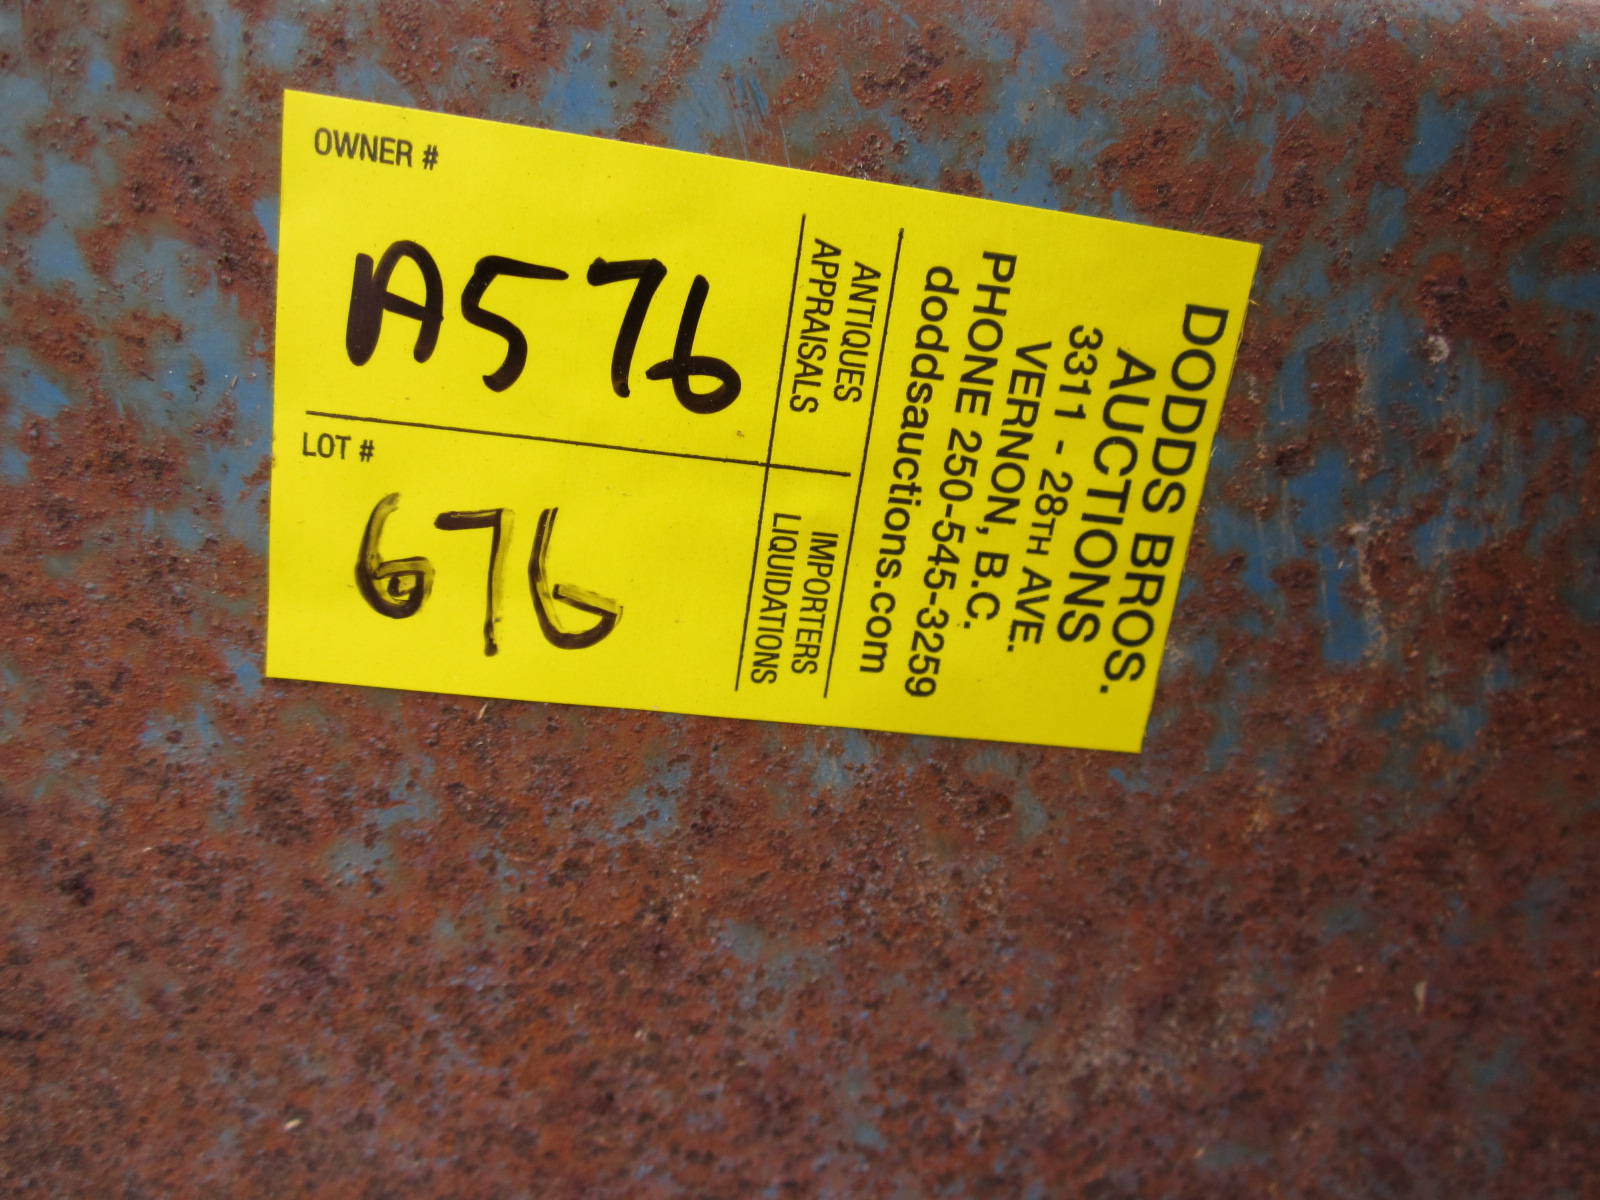 OWNER #
A576
LOT #
676
DODDS BROS.
AUCTIONS
3311 - 28TH AVE.
VERNON, B.C.
PHONE 250-545-3259
doddsauctions.com
ANTIQUES IMPORTERS
APPRAISALS LIQUIDATIONS